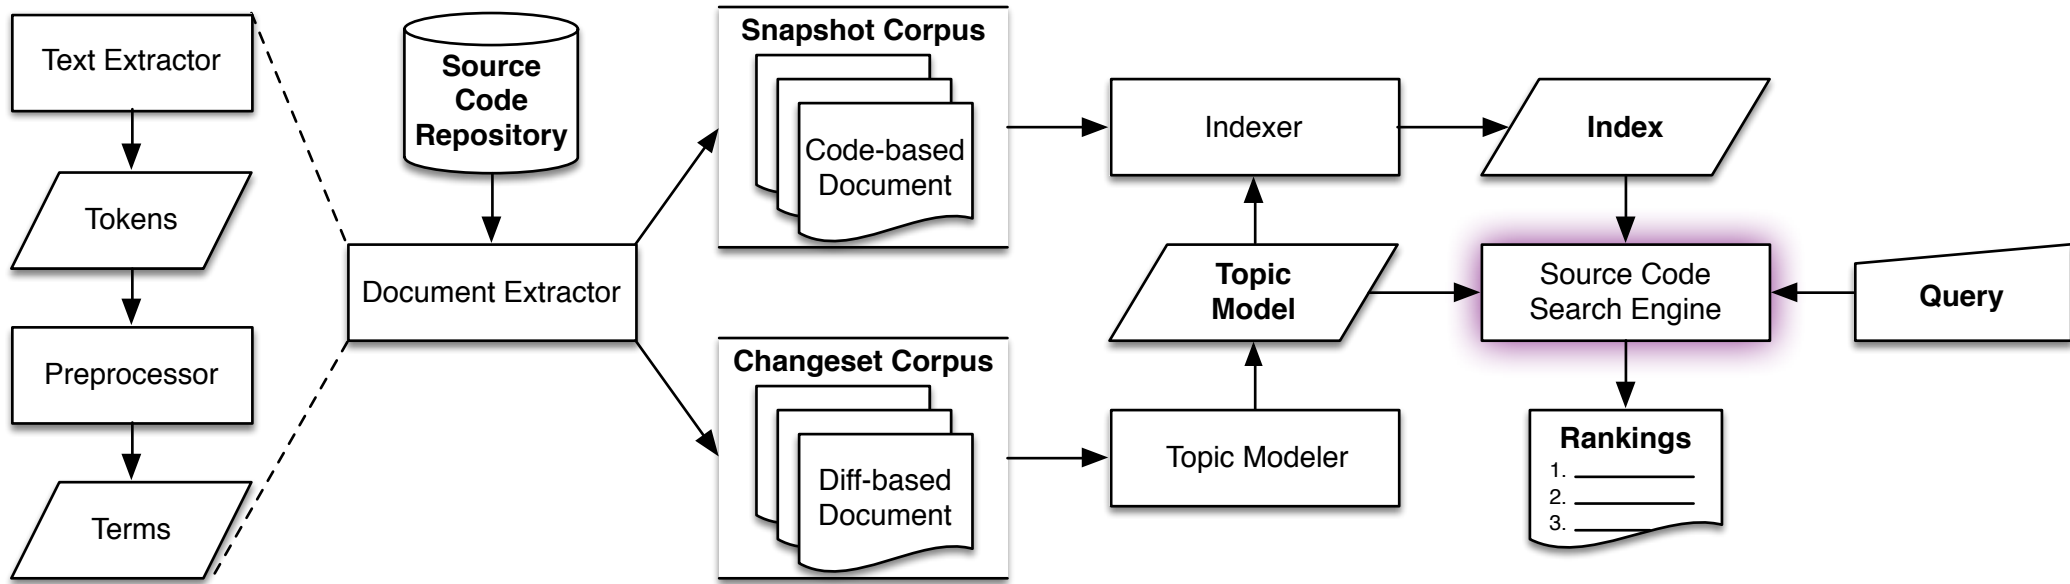 Text Extractor
Tokens
Preprocessor
Terms
Source
Code
Repository
Document Extractor
Snapshot Corpus
Code-based
Document
Changeset Corpus
Diff-based
Document
Indexer
Topic
Model
Topic Modeler
Index
Source Code
Search Engine
Query
Rankings
1.
2.
3.